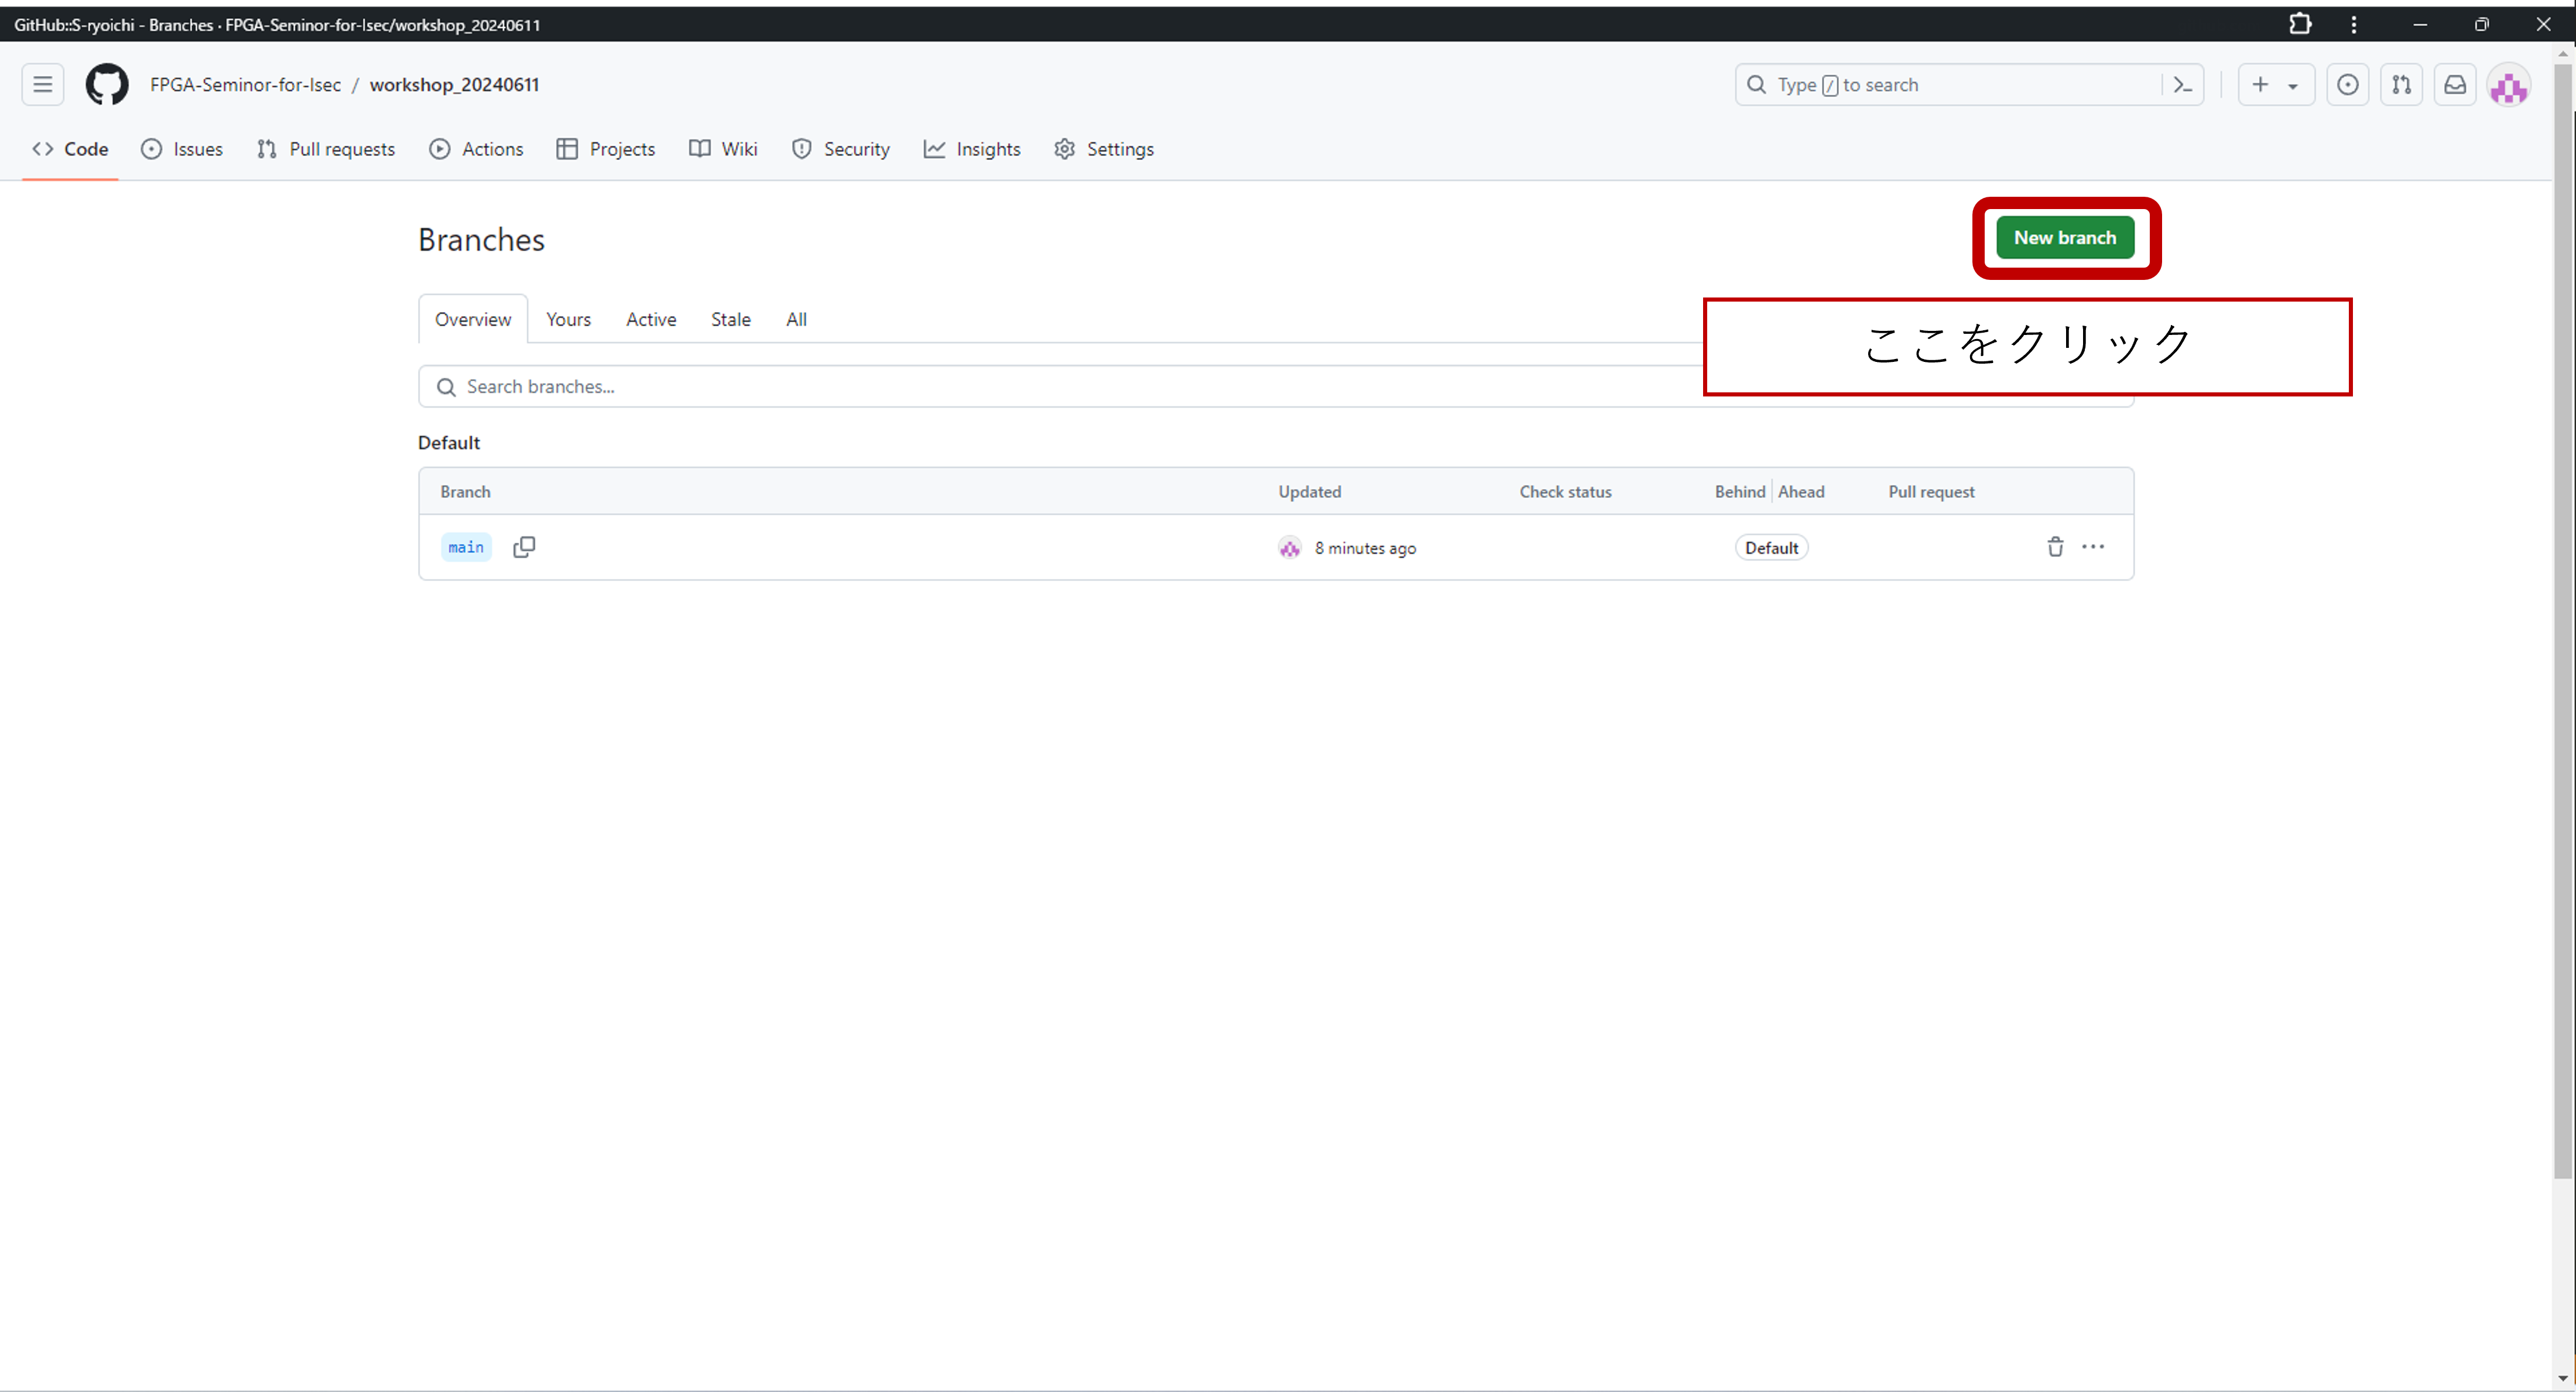 GitHub::S-ryoichi - Branches · FPGA-Seminor-for-lsec/workshop_20240611
FPGA-Seminor-for-lsec / workshop_20240611
Type / to search
Code Issues Pull requests Actions Projects Wiki Security Insights Settings
Branches
New branch
ここをクリック
Overview Yours Active Stale All
Search branches...
Default
Branch Updated Check status Behind Ahead Pull request
main 8 minutes ago Default